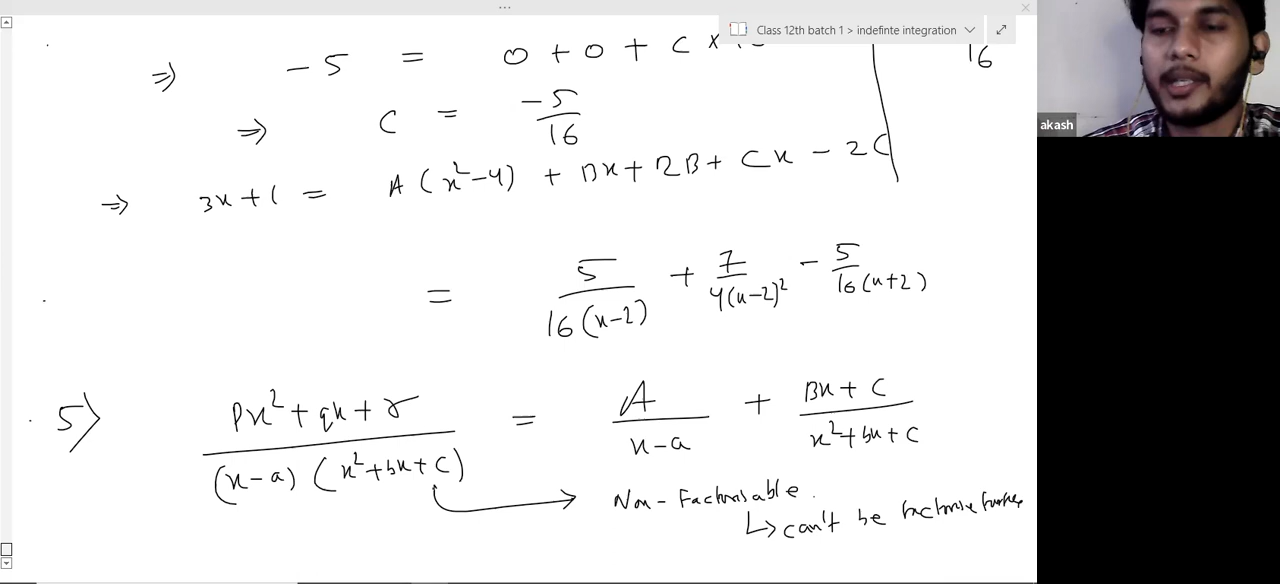 Class 12th batch 1 > indefinte integration
akash
⇒ -5 = 0 + 0 + C ×
16
⇒ C = -5/16
⇒ 3x+1 = A(x²-4) + Bx + 2B + Cx - 2C
= 5/16(x-2) + 7/4(x-2)² - 5/16(x+2)
5) Px²+qx+r/(x-a)(x²+bx+c) = A/x-a + Bx+C/x²+bx+c
Non-Factorisable.
↳ can't be factorise further